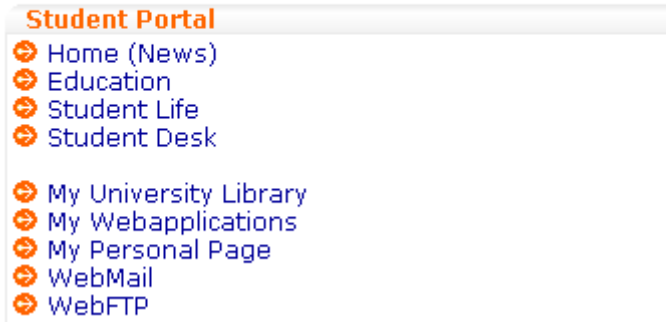 Student Portal
Home (News)
Education
Student Life
Student Desk
My University Library
My Webapplications
My Personal Page
WebMail
WebFTP